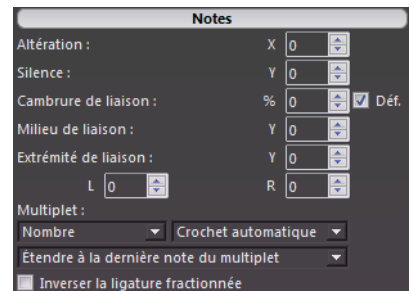 Notes
Altération : X 0
Silence : Y 0
Cambrure de liaison : % 0 Déf.
Milieu de liaison : Y 0
Extrémité de liaison : Y 0
L 0 R 0
Multiplet :
Nombre Crochet automatique
Étendre à la dernière note du multiplet
Inverser la ligature fractionnée